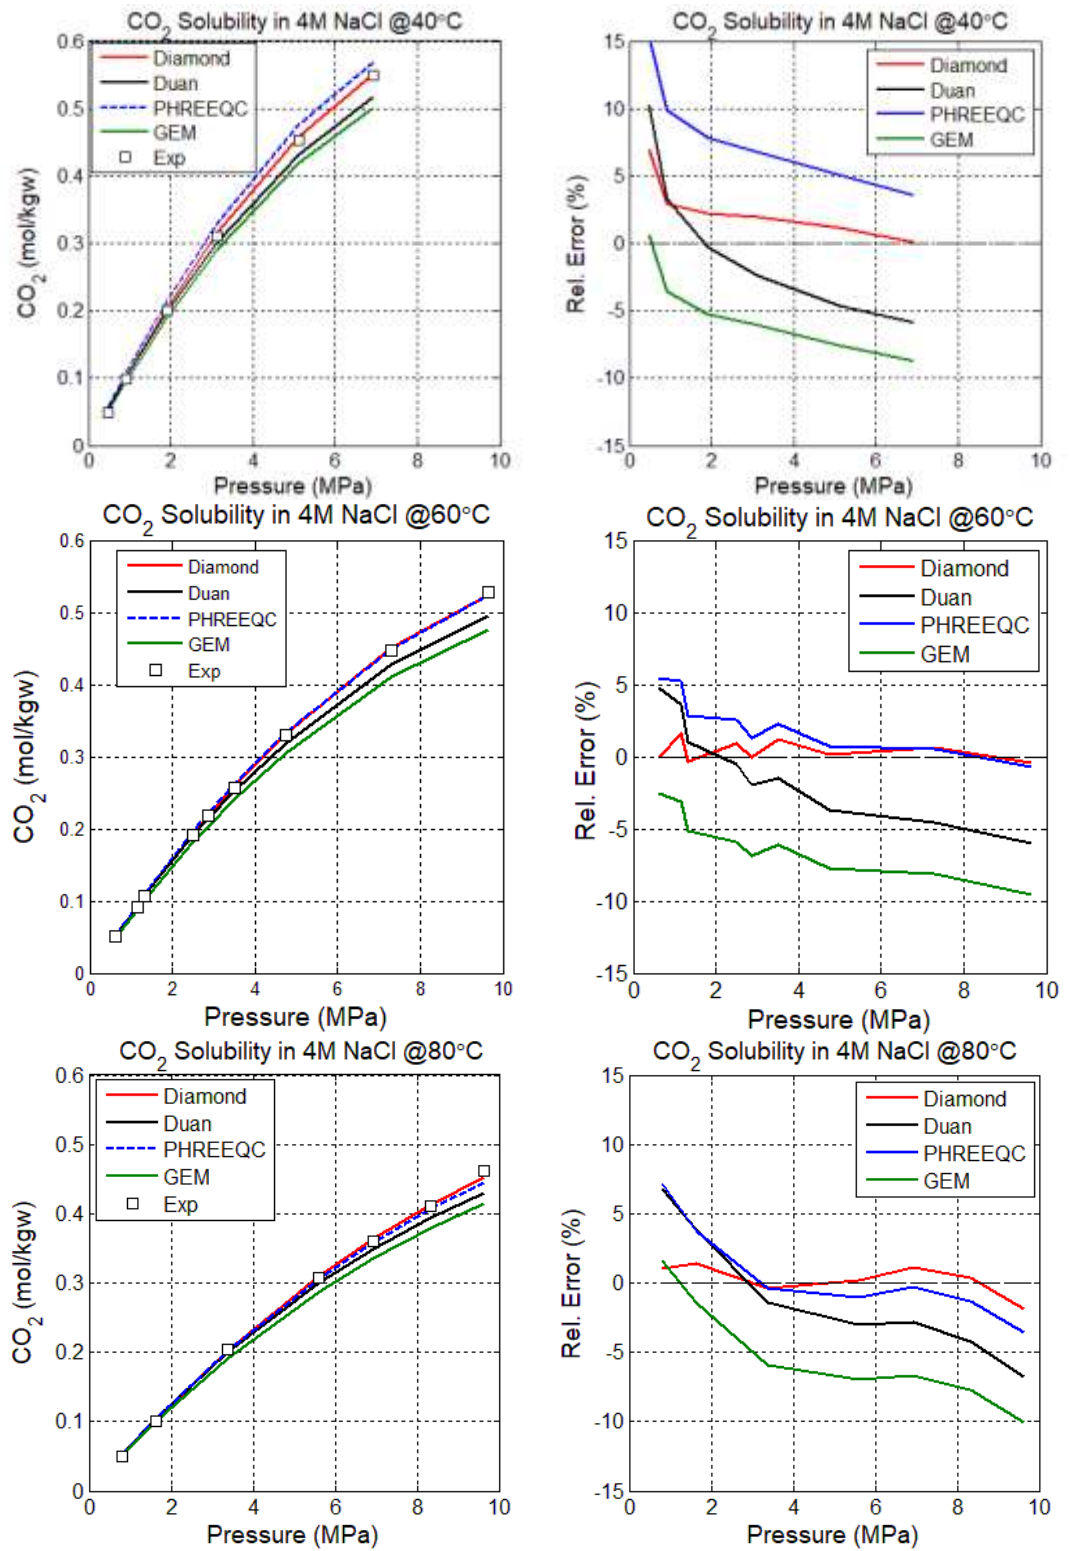 CO2 Solubility in 4M NaCl @40°C
0.6
0.5
0.4
0.3
0.2
0.1
0
CO2 (mol/kgw)
Diamond
Duan
PHREEQC
GEM
Exp
0 2 4 6 8 10
Pressure (MPa)
CO2 Solubility in 4M NaCl @40°C
15
10
5
0
-5
-10
-15
Rel. Error (%)
Diamond
Duan
PHREEQC
GEM
0 2 4 6 8 10
Pressure (MPa)
CO2 Solubility in 4M NaCl @60°C
0.6
0.5
0.4
0.3
0.2
0.1
0
CO2 (mol/kgw)
Diamond
Duan
PHREEQC
GEM
Exp
0 2 4 6 8 10
Pressure (MPa)
CO2 Solubility in 4M NaCl @60°C
15
10
5
0
-5
-10
-15
Rel. Error (%)
Diamond
Duan
PHREEQC
GEM
0 2 4 6 8 10
Pressure (MPa)
CO2 Solubility in 4M NaCl @80°C
0.6
0.5
0.4
0.3
0.2
0.1
0
CO2 (mol/kgw)
Diamond
Duan
PHREEQC
GEM
Exp
0 2 4 6 8 10
Pressure (MPa)
CO2 Solubility in 4M NaCl @80°C
15
10
5
0
-5
-10
-15
Rel. Error (%)
Diamond
Duan
PHREEQC
GEM
0 2 4 6 8 10
Pressure (MPa)